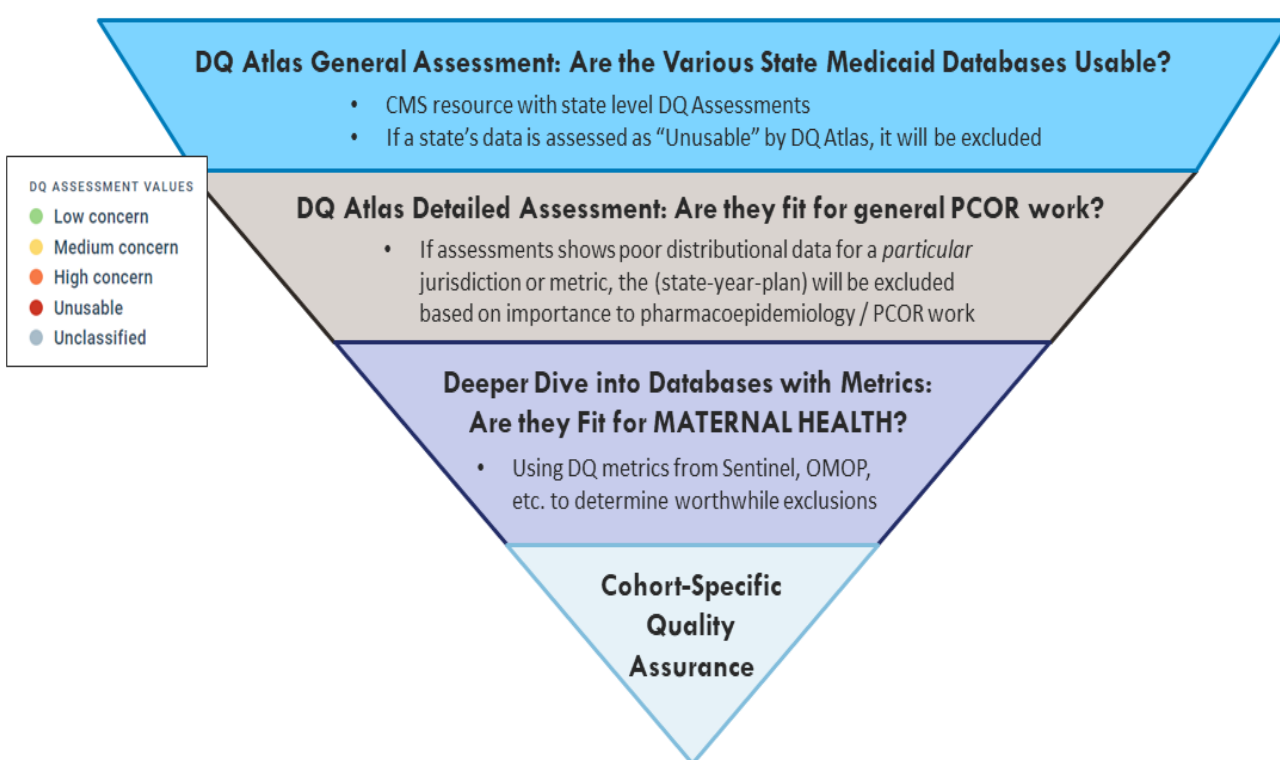 DQ Atlas General Assessment: Are the Various State Medicaid Databases Usable?
• CMS resource with state level DQ Assessments
• If a state's data is assessed as “Unusable” by DQ Atlas, it will be excluded
DQ ASSESSMENT VALUES
Low concern
Medium concern
High concern
Unusable
Unclassified
DQ Atlas Detailed Assessment: Are they fit for general PCOR work?
• If assessments shows poor distributional data for a particular
jurisdiction or metric, the (state-year-plan) will be excluded
based on importance to pharmacoepidemiology / PCOR work
Deeper Dive into Databases with Metrics:
Are they Fit for MATERNAL HEALTH?
• Using DQ metrics from Sentinel, OMOP,
etc. to determine worthwhile exclusions
Cohort-Specific
Quality
Assurance